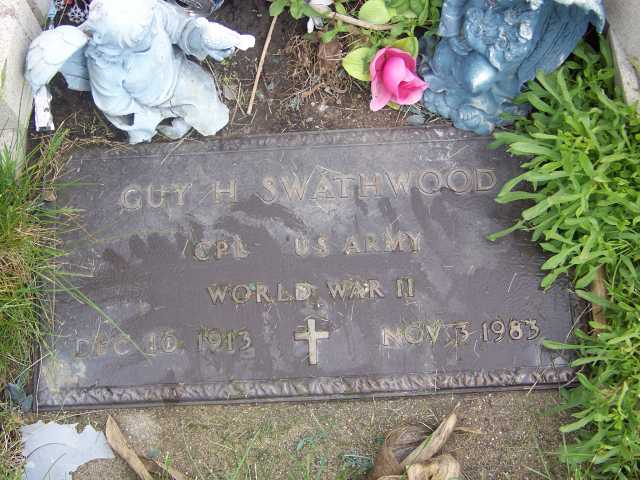 GUY H SWATHWOOD
CPL US ARMY
WORLD WAR II
DEC 16 1913 NOV 3 1983